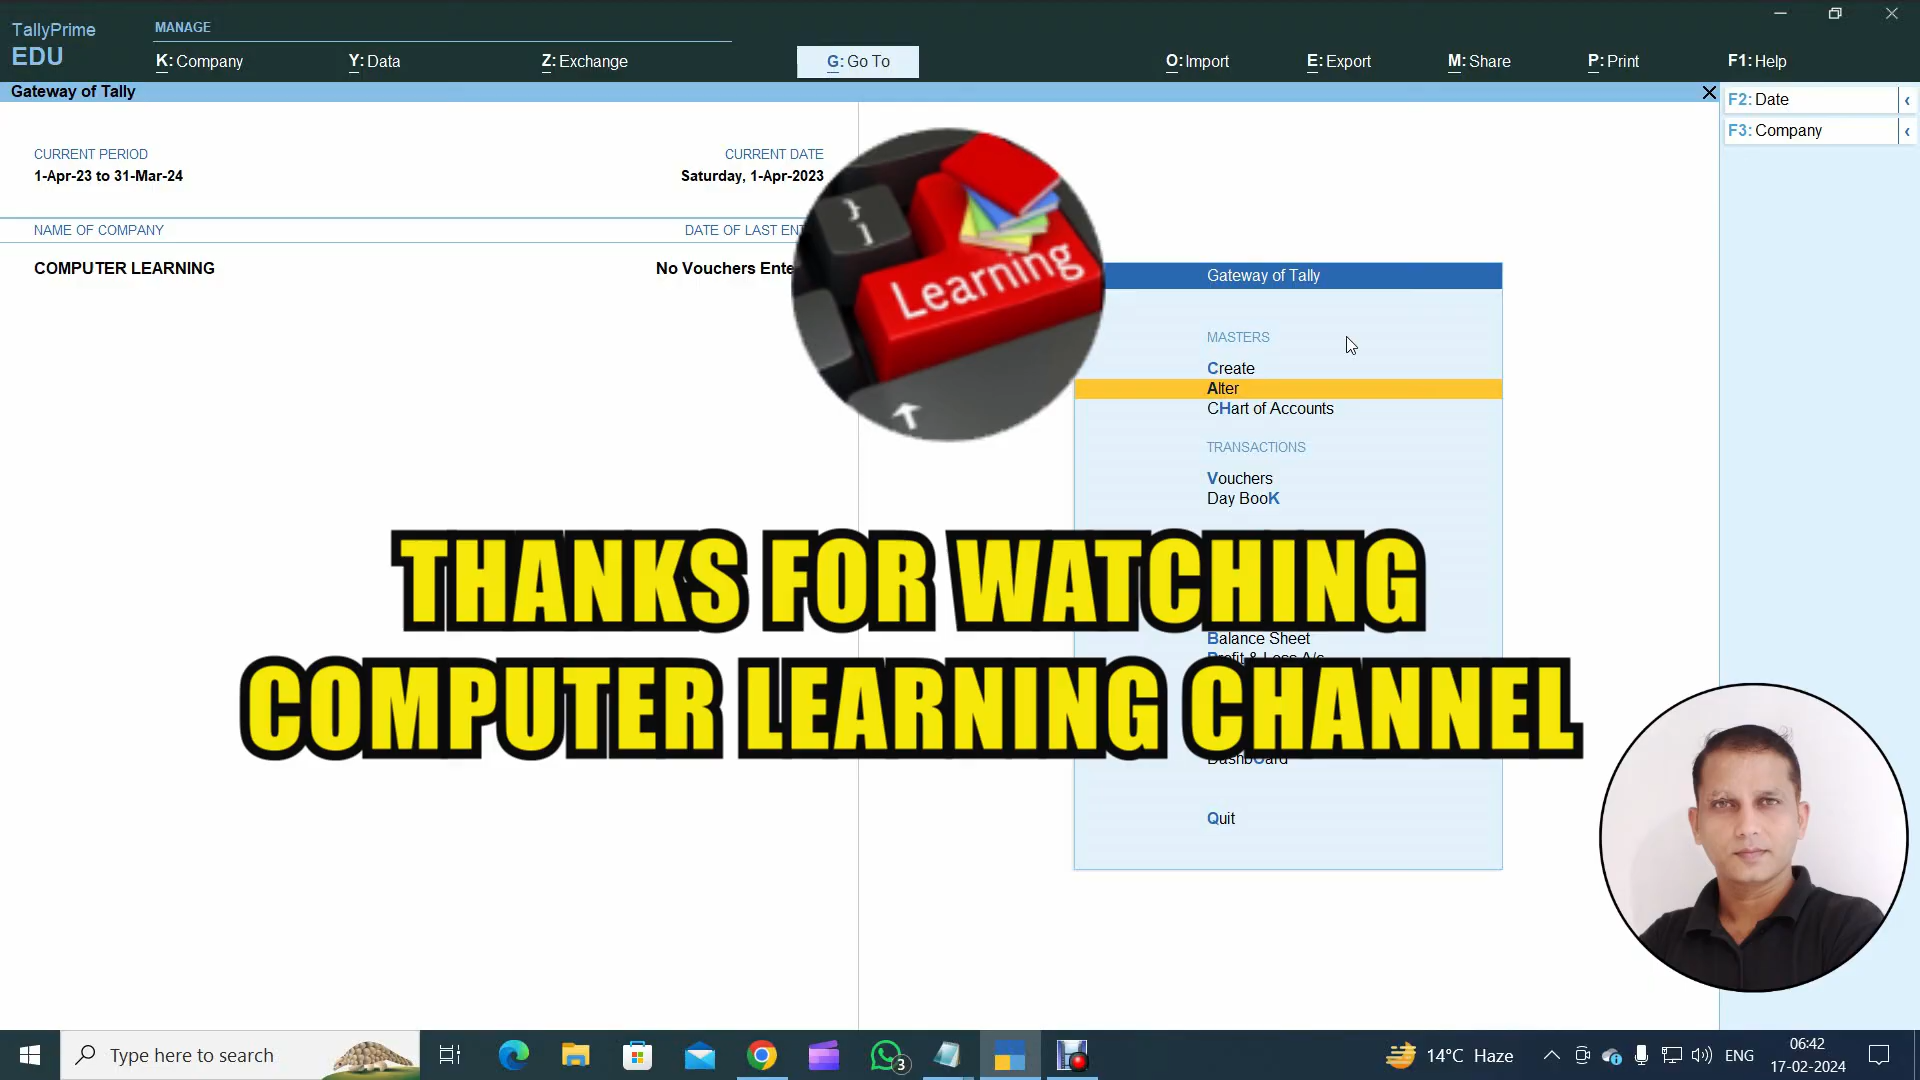 TallyPrime
EDU
MANAGE
K: Company
Y: Data
Z: Exchange
G: Go To
O: Import
E: Export
M: Share
P: Print
F1: Help
Gateway of Tally
F2: Date
F3: Company
CURRENT PERIOD
1-Apr-23 to 31-Mar-24
CURRENT DATE
Saturday, 1-Apr-2023
NAME OF COMPANY
DATE OF LAST
COMPUTER LEARNING
No Vouchers
Learning
Gateway of Tally
MASTERS
Create
Alter
CHart of Accounts
TRANSACTIONS
Vouchers
Day BooK
THANKS FOR WATCHING
Balance Sheet
Profit & Loss A/c
COMPUTER LEARNING CHANNEL
DashbOard
Quit
Type here to search
3
14°C Haze
ENG
06:42
17-02-2024